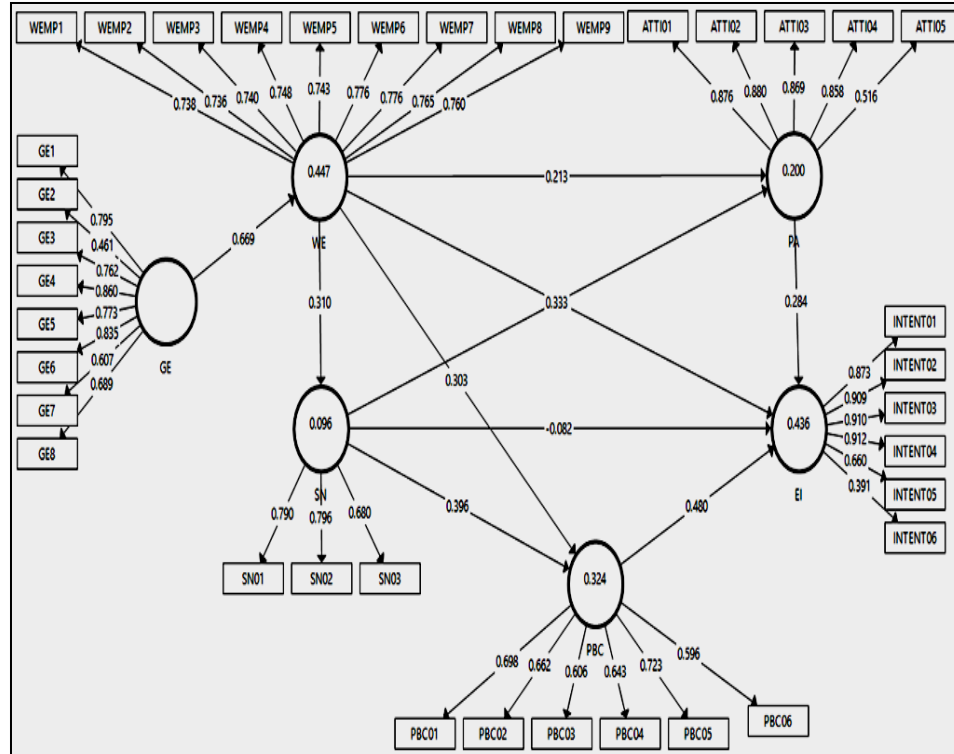 WEMP1 WEMP2 WEMP3 WEMP4 WEMP5 WEMP6 WEMP7 WEMP8 WEMP9 ATTI01 ATTI02 ATTI03 ATTI04 ATTI05
0.738 0.736 0.740 0.748 0.743 0.776 0.776 0.765 0.760
0.876 0.880 0.869 0.858 0.516
GE1
GE2
GE3
GE4
GE5
GE6
GE7
GE8
0.795
0.461
0.762
0.860
0.773
0.835
0.607
0.689
GE
0.669
0.447
WE
0.213
0.200
PA
0.310
0.333
0.303
0.284
0.096
SN
-0.082
0.436
EI
0.873
0.909
0.910
0.912
0.660
0.391
INTENT01
INTENT02
INTENT03
INTENT04
INTENT05
INTENT06
0.790 0.796 0.680
SN01 SN02 SN03
0.396
0.480
0.324
PBC
0.698 0.662 0.606 0.643 0.723 0.596
PBC01 PBC02 PBC03 PBC04 PBC05 PBC06